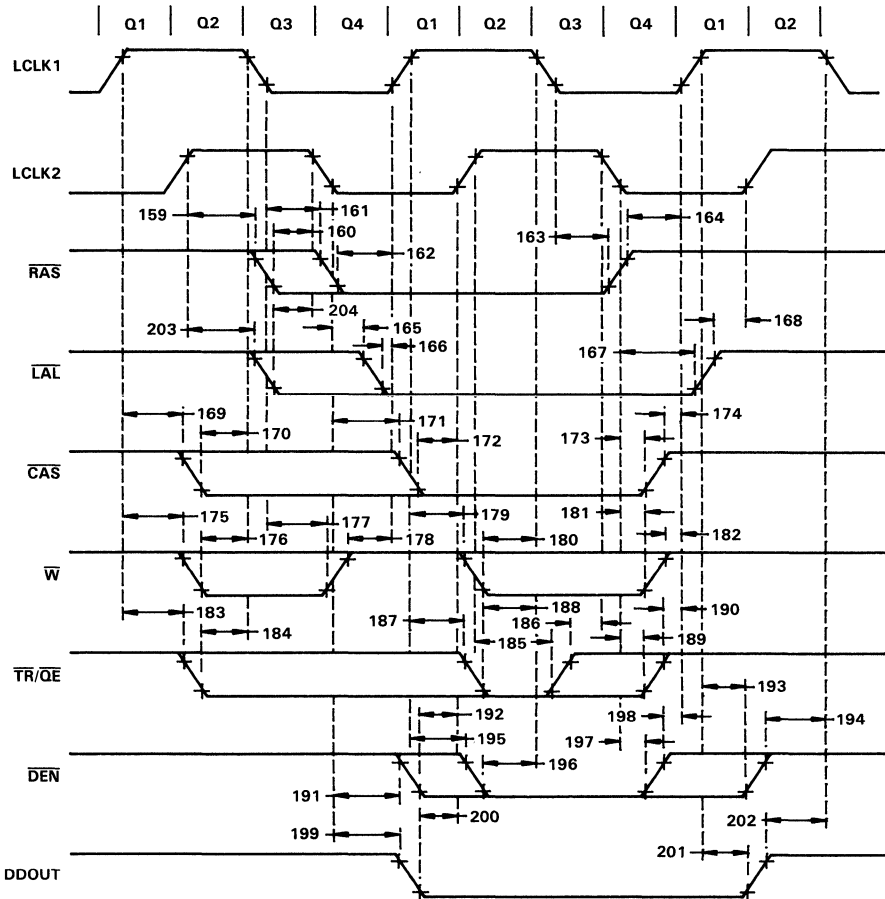 Q1 Q2 Q3 Q4 Q1 Q2 Q3 Q4 Q1 Q2
LCLK1
LCLK2
159 161 164
160 163
162
RAS
204
203 165 168
166 167
LAL
169 171 174
170 172 173
CAS
175 177 179 181
176 178 180 182
W
183 187 188 190
184 186 189
185
TR/QE
192 198 193
195 197 194
DEN
196
191
200 202
199 201
DDOUT